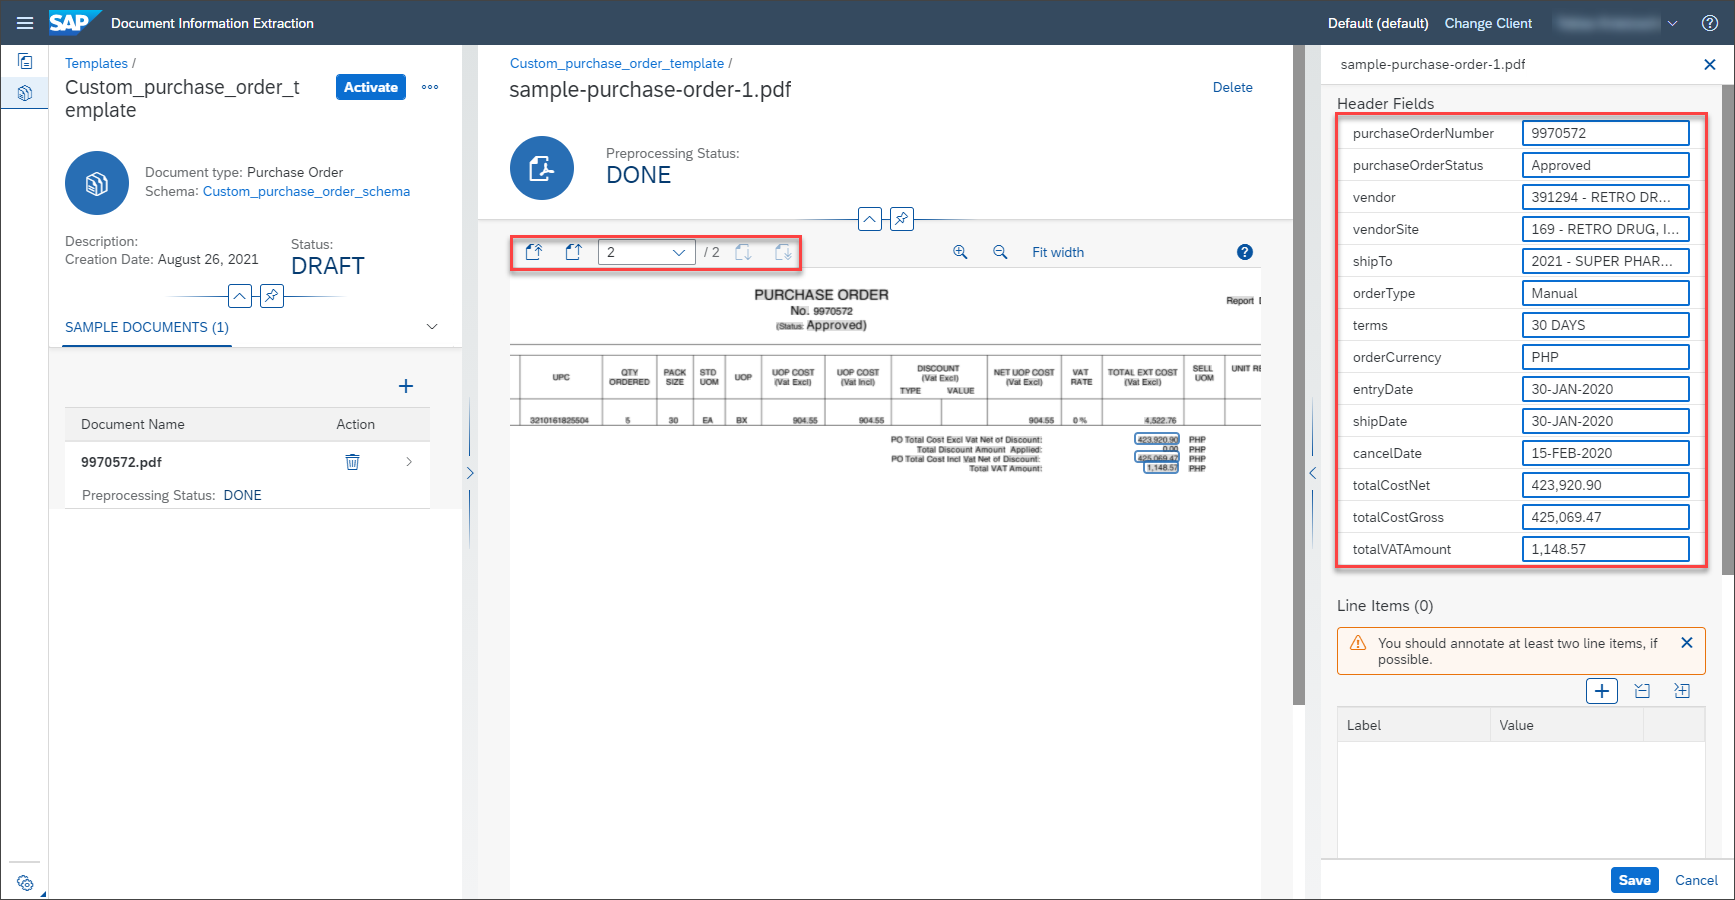 SAP Document Information Extraction Default (default) Change Client
Templates /
Custom_purchase_order_t
emplate
Activate
Document type: Purchase Order
Schema: Custom_purchase_order_schema
Description:
Creation Date: August 26, 2021
Status:
DRAFT
SAMPLE DOCUMENTS (1)
Document Name Action
9970572.pdf
Preprocessing Status: DONE
Custom_purchase_order_template /
sample-purchase-order-1.pdf
Delete
Preprocessing Status:
DONE
2 / 2 Fit width
PURCHASE ORDER
No. 9970572
(Status: Approved)
Report
UPC QTY ORDERED PACK SIZE STD UOM UOP UOP COST (Vat Excl) UOP COST (Vat Incl) DISCOUNT (Vat Excl) TYPE VALUE NET UOP COST (Vat Excl) VAT RATE TOTAL EXT COST (Vat Excl) SELL UOM UNIT RE
3210161825504 5 30 EA BX 904.55 904.55 904.55 0 % 4,522.76
PO Total Cost Excl Vat Net of Discount: 423,920.90 PHP
Total Discount Amount Applied: 0.00 PHP
PO Total Cost Incl Vat Net of Discount: 425,069.47 PHP
Total VAT Amount: 1,148.57 PHP
sample-purchase-order-1.pdf
Header Fields
purchaseOrderNumber 9970572
purchaseOrderStatus Approved
vendor 391294 - RETRO DR...
vendorSite 169 - RETRO DRUG, I...
shipTo 2021 - SUPER PHAR...
orderType Manual
terms 30 DAYS
orderCurrency PHP
entryDate 30-JAN-2020
shipDate 30-JAN-2020
cancelDate 15-FEB-2020
totalCostNet 423,920.90
totalCostGross 425,069.47
totalVATAmount 1,148.57
Line Items (0)
You should annotate at least two line items, if
possible.
Label Value
Save Cancel